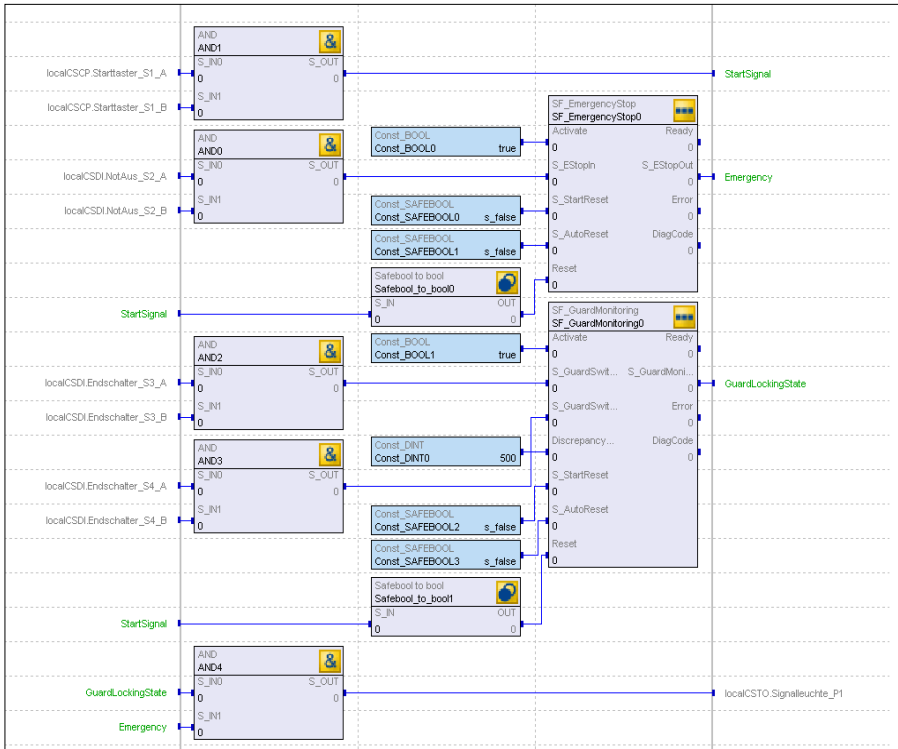 AND
AND1
S_IN0 S_OUT
localCSCP.Starttaster_S1_A 0 0 StartSignal
S_IN1
localCSCP.Starttaster_S1_B 0
SF_EmergencyStop
SF_EmergencyStop0
AND
AND0
Const_BOOL
Const_BOOL0 true
Activate Ready
0 0
S_IN0 S_OUT
localCSDI.NotAus_S2_A 0 0
S_EStopIn S_EStopOut
0 0 Emergency
S_IN1
localCSDI.NotAus_S2_B 0
Const_SAFEBOOL
Const_SAFEBOOL0 s_false
S_StartReset Error
0 0
Const_SAFEBOOL
Const_SAFEBOOL1 s_false
S_AutoReset DiagCode
0 0
Safebool to bool
Safebool_to_bool0
Reset
0
S_IN OUT
StartSignal 0 0
SF_GuardMonitoring
SF_GuardMonitoring0
AND
AND2
Const_BOOL
Const_BOOL1 true
Activate Ready
0 0
S_IN0 S_OUT
localCSDI.Endschalter_S3_A 0 0
S_GuardSwit... S_GuardMoni...
0 0 GuardLockingState
S_IN1
localCSDI.Endschalter_S3_B 0
S_GuardSwit... Error
0 0
AND
AND3
Const_DINT
Const_DINT0 500
Discrepancy... DiagCode
0 0
S_IN0 S_OUT
localCSDI.Endschalter_S4_A 0 0
S_StartReset
0
S_IN1
localCSDI.Endschalter_S4_B 0
Const_SAFEBOOL
Const_SAFEBOOL2 s_false
S_AutoReset
0
Const_SAFEBOOL
Const_SAFEBOOL3 s_false
Reset
0
Safebool to bool
Safebool_to_bool1
S_IN OUT
StartSignal 0 0
AND
AND4
S_IN0 S_OUT
GuardLockingState 0 0 localCSTO.Signalleuchte_P1
S_IN1
Emergency 0